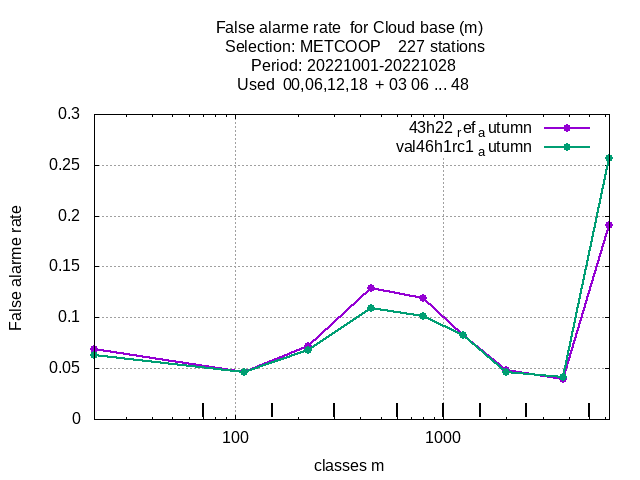 False alarme rate for Cloud base (m)
Selection: METCOOP 227 stations
Period: 20221001-20221028
Used 00,06,12,18 + 03 06 ... 48
43h22refautumn
val46h1rc1autumn
0.3
0.25
0.2
0.15
0.1
0.05
0
False alarme rate
100 1000
classes m